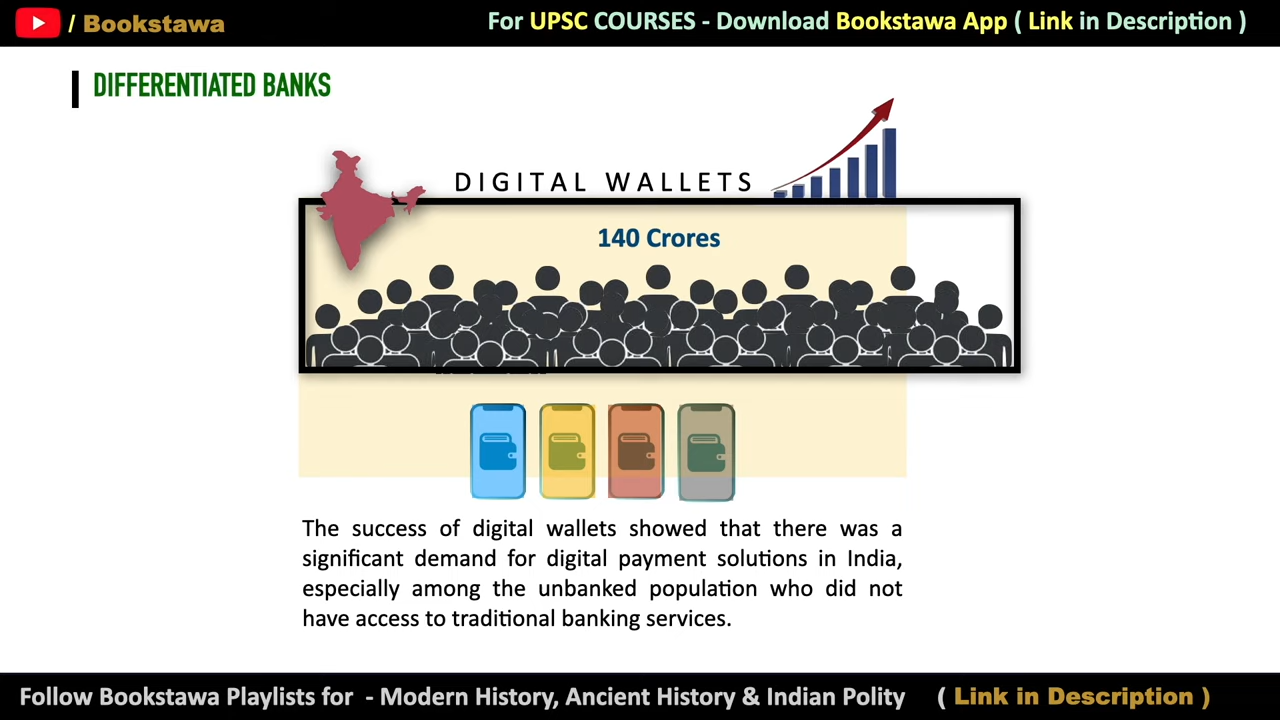 / Bookstawa
For UPSC COURSES - Download Bookstawa App ( Link in Description )
DIFFERENTIATED BANKS
DIGITAL WALLETS
140 Crores
The success of digital wallets showed that there was a
significant demand for digital payment solutions in India,
especially among the unbanked population who did not
have access to traditional banking services.
Follow Bookstawa Playlists for - Modern History, Ancient History & Indian Polity ( Link in Description )